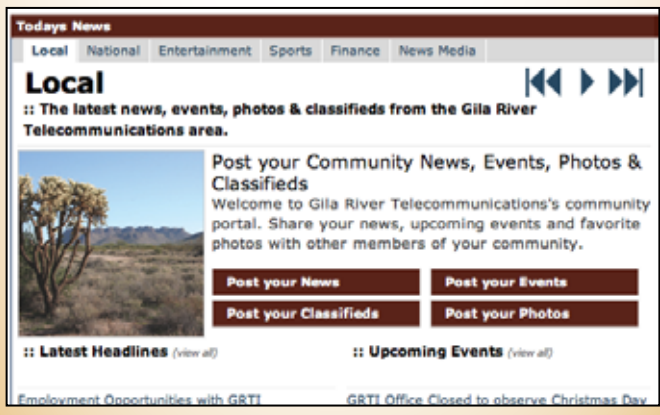 Todays News
Local National Entertainment Sports Finance News Media
Local
:: The latest news, events, photos & classifieds from the Gila River
Telecommunications area.
Post your Community News, Events, Photos &
Classifieds
Welcome to Gila River Telecommunications's community
portal. Share your news, upcoming events and favorite
photos with other members of your community.
Post your News
Post your Events
Post your Classifieds
Post your Photos
:: Latest Headlines (view all)
:: Upcoming Events (view all)
Employment Opportunities with GRTI
GRTI Office Closed to observe Christmas Day